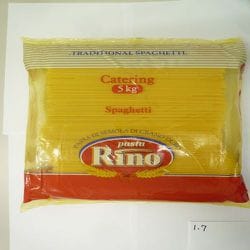 TRADITIONAL SPAGHETTI
Catering
5 kg
Spaghetti
PASTA DI SEMOLA DI GRANO DURO
pasta
Rino
1.7